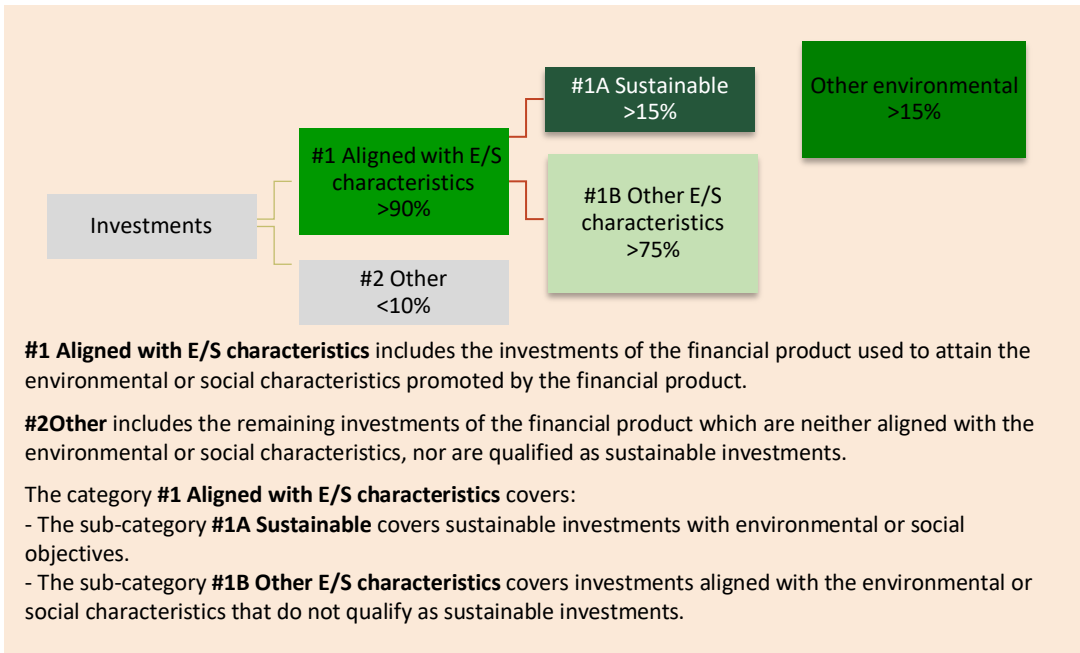 #1A Sustainable
>15%
Other environmental
>15%
#1 Aligned with E/S
characteristics
>90%
#1B Other E/S
characteristics
>75%
Investments
#2 Other
<10%
#1 Aligned with E/S characteristics includes the investments of the financial product used to attain the
environmental or social characteristics promoted by the financial product.
#2Other includes the remaining investments of the financial product which are neither aligned with the
environmental or social characteristics, nor are qualified as sustainable investments.
The category #1 Aligned with E/S characteristics covers:
- The sub-category #1A Sustainable covers sustainable investments with environmental or social
objectives.
- The sub-category #1B Other E/S characteristics covers investments aligned with the environmental or
social characteristics that do not qualify as sustainable investments.